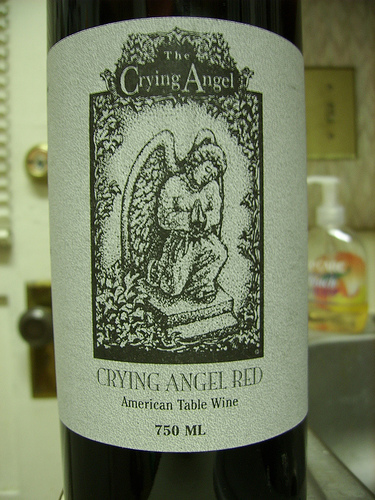 The
Crying Angel
CRYING ANGEL RED
American Table Wine
750 ML